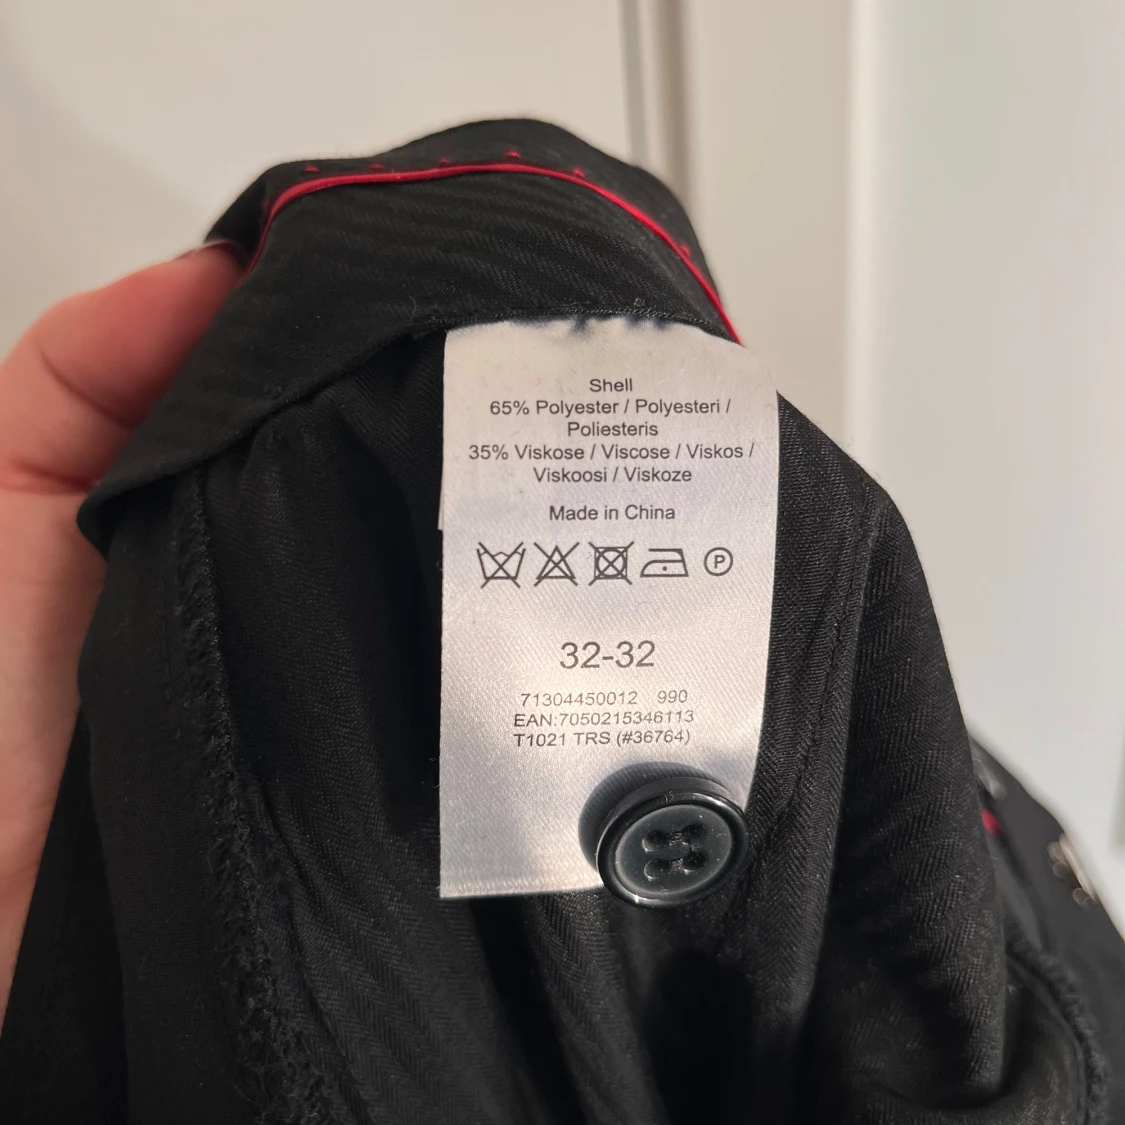 Shell
65% Polyester / Polyesteri /
Poliesteris
35% Viskose / Viscose / Viskos /
Viskoosi / Viskoze
Made in China
P
32-32
71304450012 990
EAN:7050215346113
T1021 TRS (#36764)